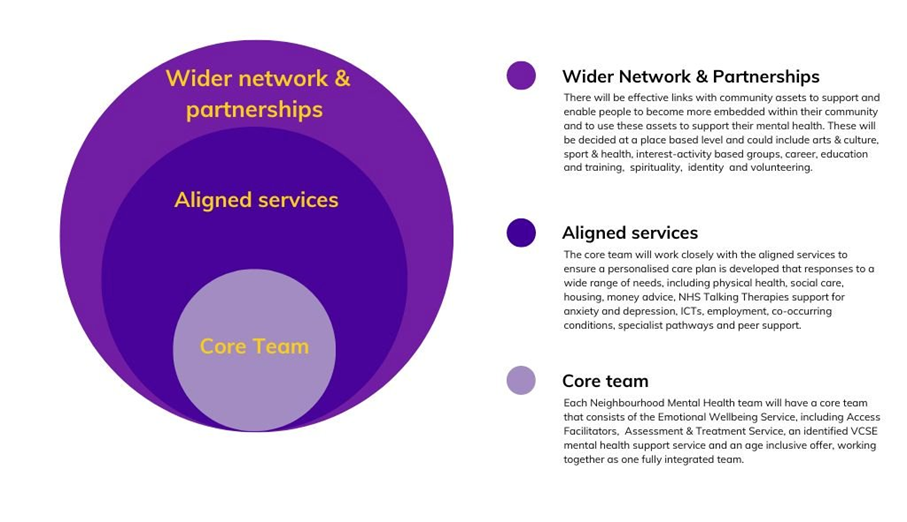 Wider network &
partnerships
Aligned services
Core Team
Wider Network & Partnerships
There will be effective links with community assets to support and
enable people to become more embedded within their community
and to use these assets to support their mental health. These will
be decided at a place based level and could include arts & culture,
sport & health, interest-activity based groups, career, education
and training, spirituality, identity and volunteering.
Aligned services
The core team will work closely with the aligned services to
ensure a personalised care plan is developed that responses to a
wide range of needs, including physical health, social care,
housing, money advice, NHS Talking Therapies support for
anxiety and depression, ICTs, employment, co-occurring
conditions, specialist pathways and peer support.
Core team
Each Neighbourhood Mental Health team will have a core team
that consists of the Emotional Wellbeing Service, including Access
Facilitators, Assessment & Treatment Service, an identified VCSE
mental health support service and an age inclusive offer, working
together as one fully integrated team.